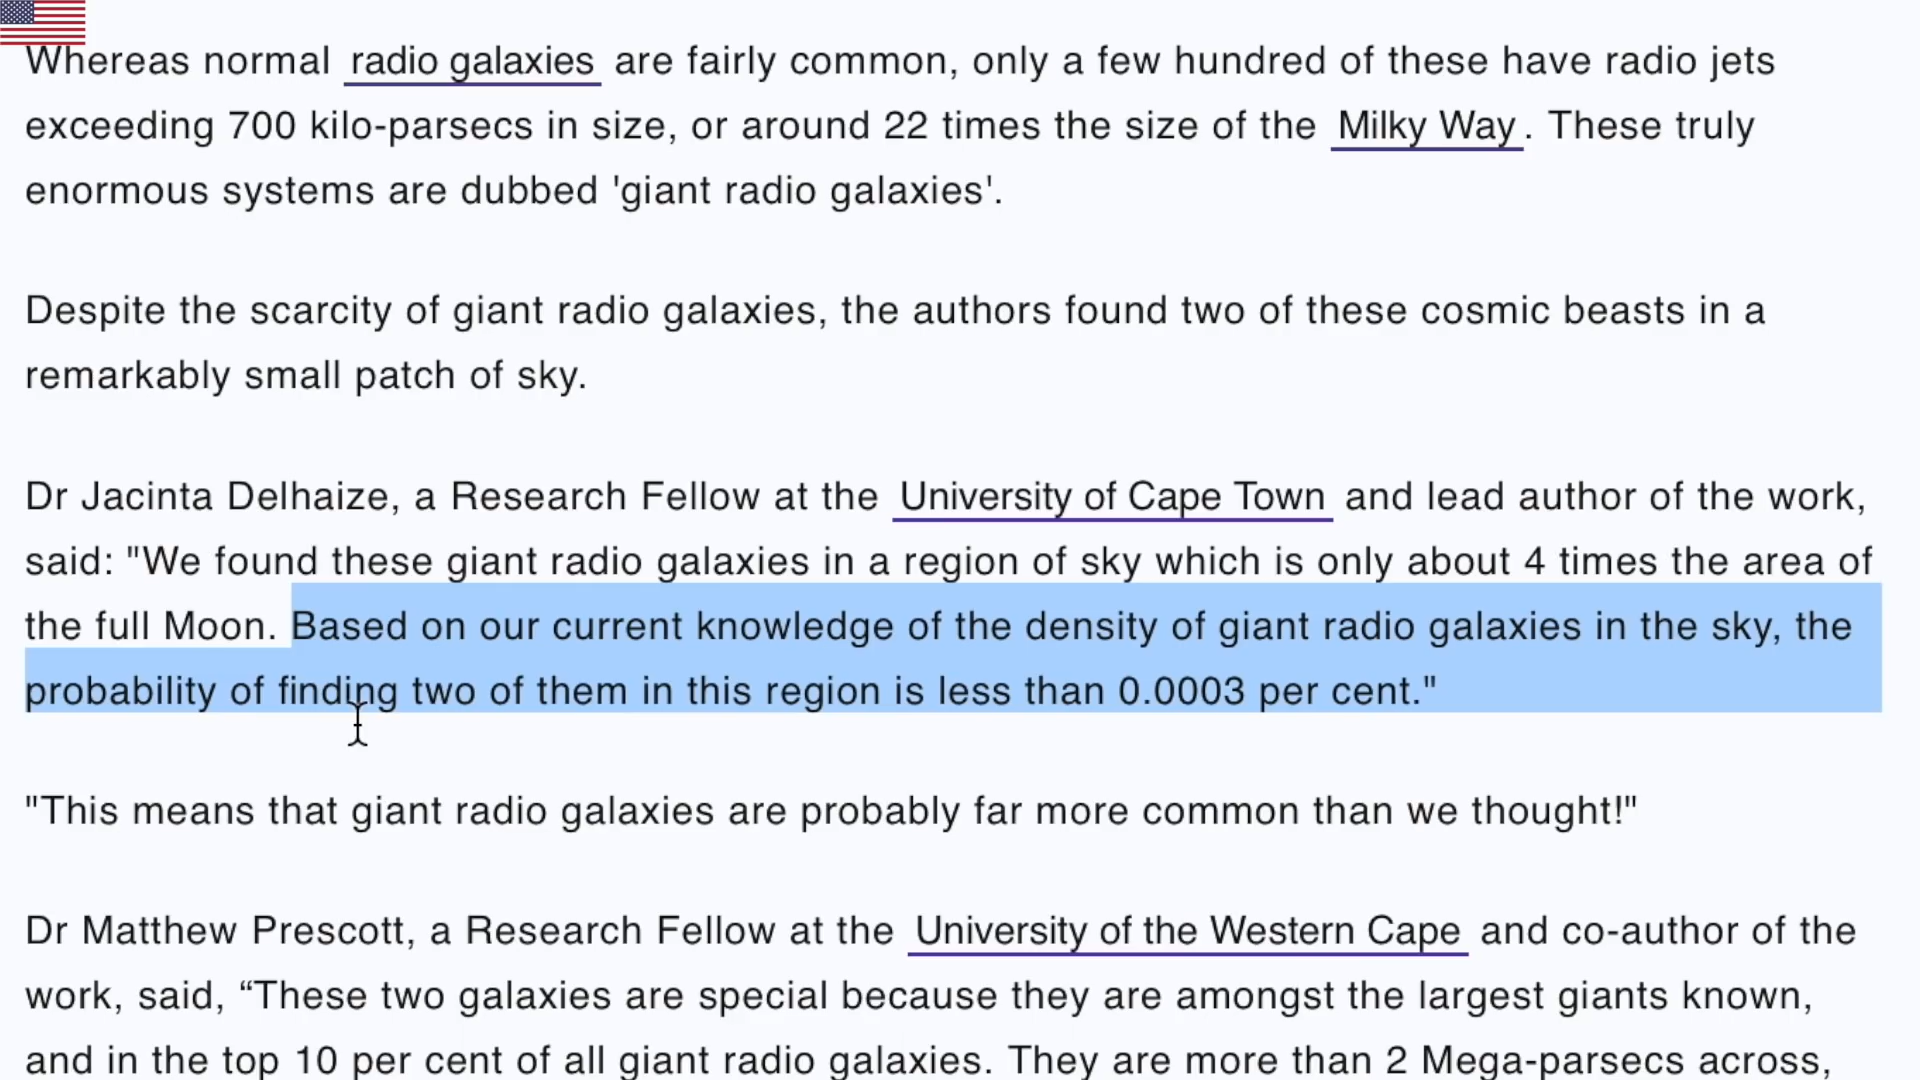 Whereas normal radio galaxies are fairly common, only a few hundred of these have radio jets
exceeding 700 kilo-parsecs in size, or around 22 times the size of the Milky Way. These truly
enormous systems are dubbed 'giant radio galaxies'.
Despite the scarcity of giant radio galaxies, the authors found two of these cosmic beasts in a
remarkably small patch of sky.
Dr Jacinta Delhaize, a Research Fellow at the University of Cape Town and lead author of the work,
said: "We found these giant radio galaxies in a region of sky which is only about 4 times the area of
the full Moon. Based on our current knowledge of the density of giant radio galaxies in the sky, the
probability of finding two of them in this region is less than 0.0003 per cent."
"This means that giant radio galaxies are probably far more common than we thought!"
Dr Matthew Prescott, a Research Fellow at the University of the Western Cape and co-author of the
work, said, “These two galaxies are special because they are amongst the largest giants known,
and in the top 10 per cent of all giant radio galaxies. They are more than 2 Mega-parsecs across,